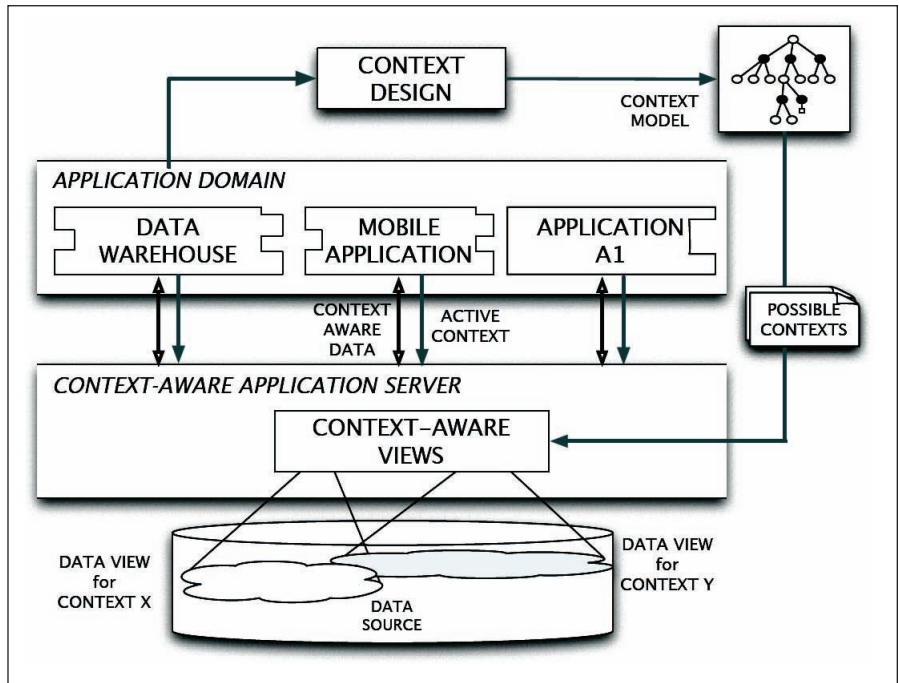 CONTEXT
DESIGN
CONTEXT
MODEL
APPLICATION DOMAIN
DATA
WAREHOUSE
MOBILE
APPLICATION
APPLICATION
A1
CONTEXT
AWARE
DATA
ACTIVE
CONTEXT
POSSIBLE
CONTEXTS
CONTEXT-AWARE APPLICATION SERVER
CONTEXT-AWARE
VIEWS
DATA VIEW
for
CONTEXT X
DATA
SOURCE
DATA VIEW
for
CONTEXT Y